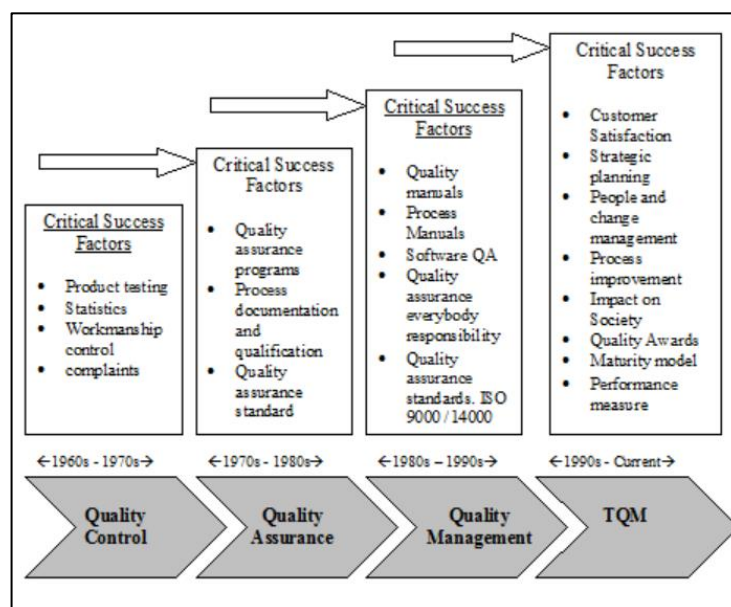 Critical Success
Factors
Product testing
Statistics
Workmanship
control
complaints
Critical Success
Factors
Quality
assurance
programs
Process
documentation
and
qualification
Quality
assurance
standard
Critical Success
Factors
Quality
manuals
Process
Manuals
Software QA
Quality
assurance
everybody
responsibility
Quality
assurance
standards. ISO
9000 / 14000
Critical Success
Factors
Customer
Satisfaction
Strategic
planning
People and
change
management
Process
improvement
Impact on
Society
Quality Awards
Maturity model
Performance
measure
←1960s - 1970s→
←1970s - 1980s→
←1980s – 1990s→
←1990s - Current→
Quality
Control
Quality
Assurance
Quality
Management
TQM